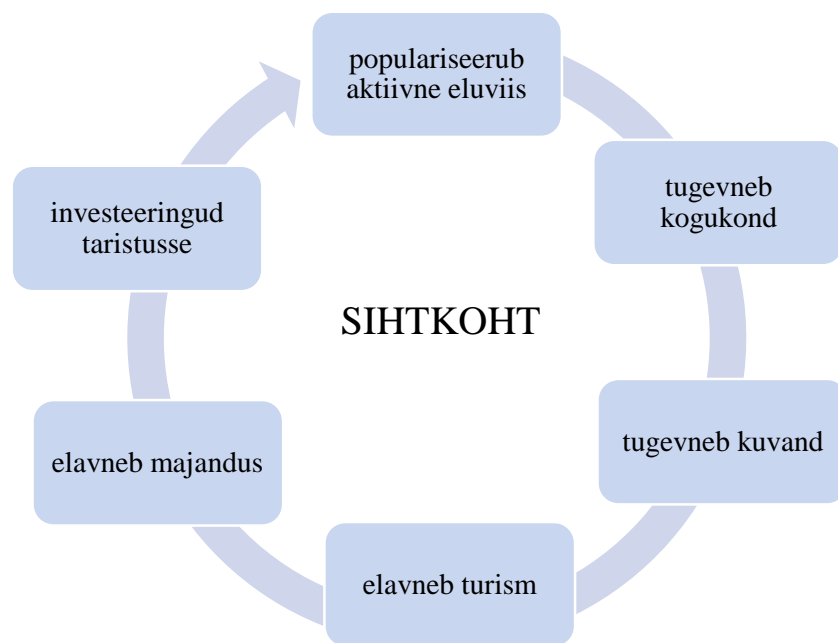 populariseerub
aktiivne eluviis
tugevneb
kogukond
tugevneb kuvand
elavneb turism
elavneb majandus
investeeringud
taristusse
SIHTKOHT